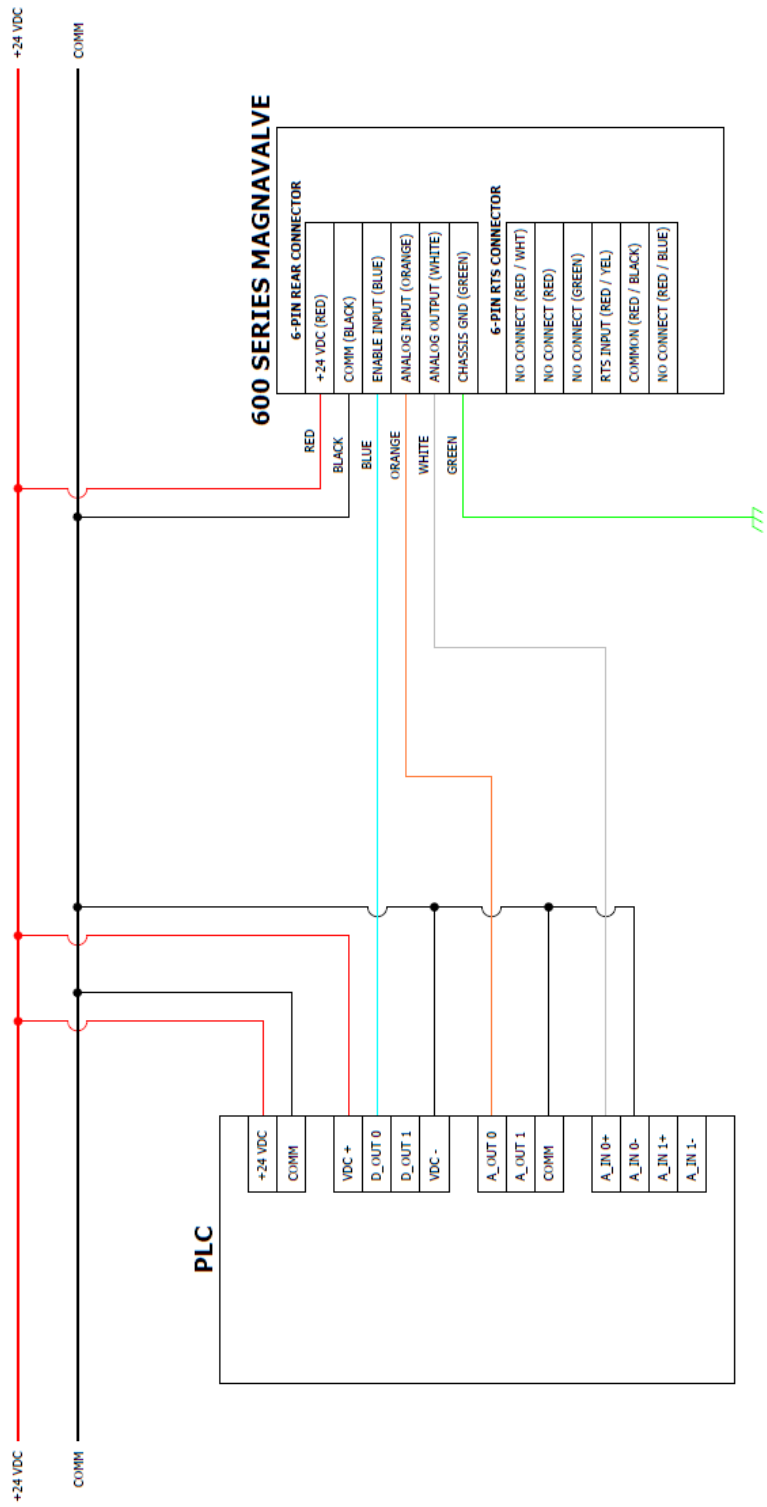 +24 VDC
+24 VDC
COMM
COMM
PLC
+24 VDC
COMM
VDC +
D_OUT 0
D_OUT 1
VDC -
A_OUT 0
A_OUT 1
COMM
A_IN 0+
A_IN 0-
A_IN 1+
A_IN 1-
600 SERIES MAGNAVALVE
6-PIN REAR CONNECTOR
RED
+24 VDC (RED)
BLACK
COMM (BLACK)
BLUE
ENABLE INPUT (BLUE)
ORANGE
ANALOG INPUT (ORANGE)
WHITE
ANALOG OUTPUT (WHITE)
GREEN
CHASSIS GND (GREEN)
6-PIN RTS CONNECTOR
NO CONNECT (RED / WHT)
NO CONNECT (RED)
NO CONNECT (GREEN)
RTS INPUT (RED / YEL)
COMMON (RED / BLACK)
NO CONNECT (RED / BLUE)